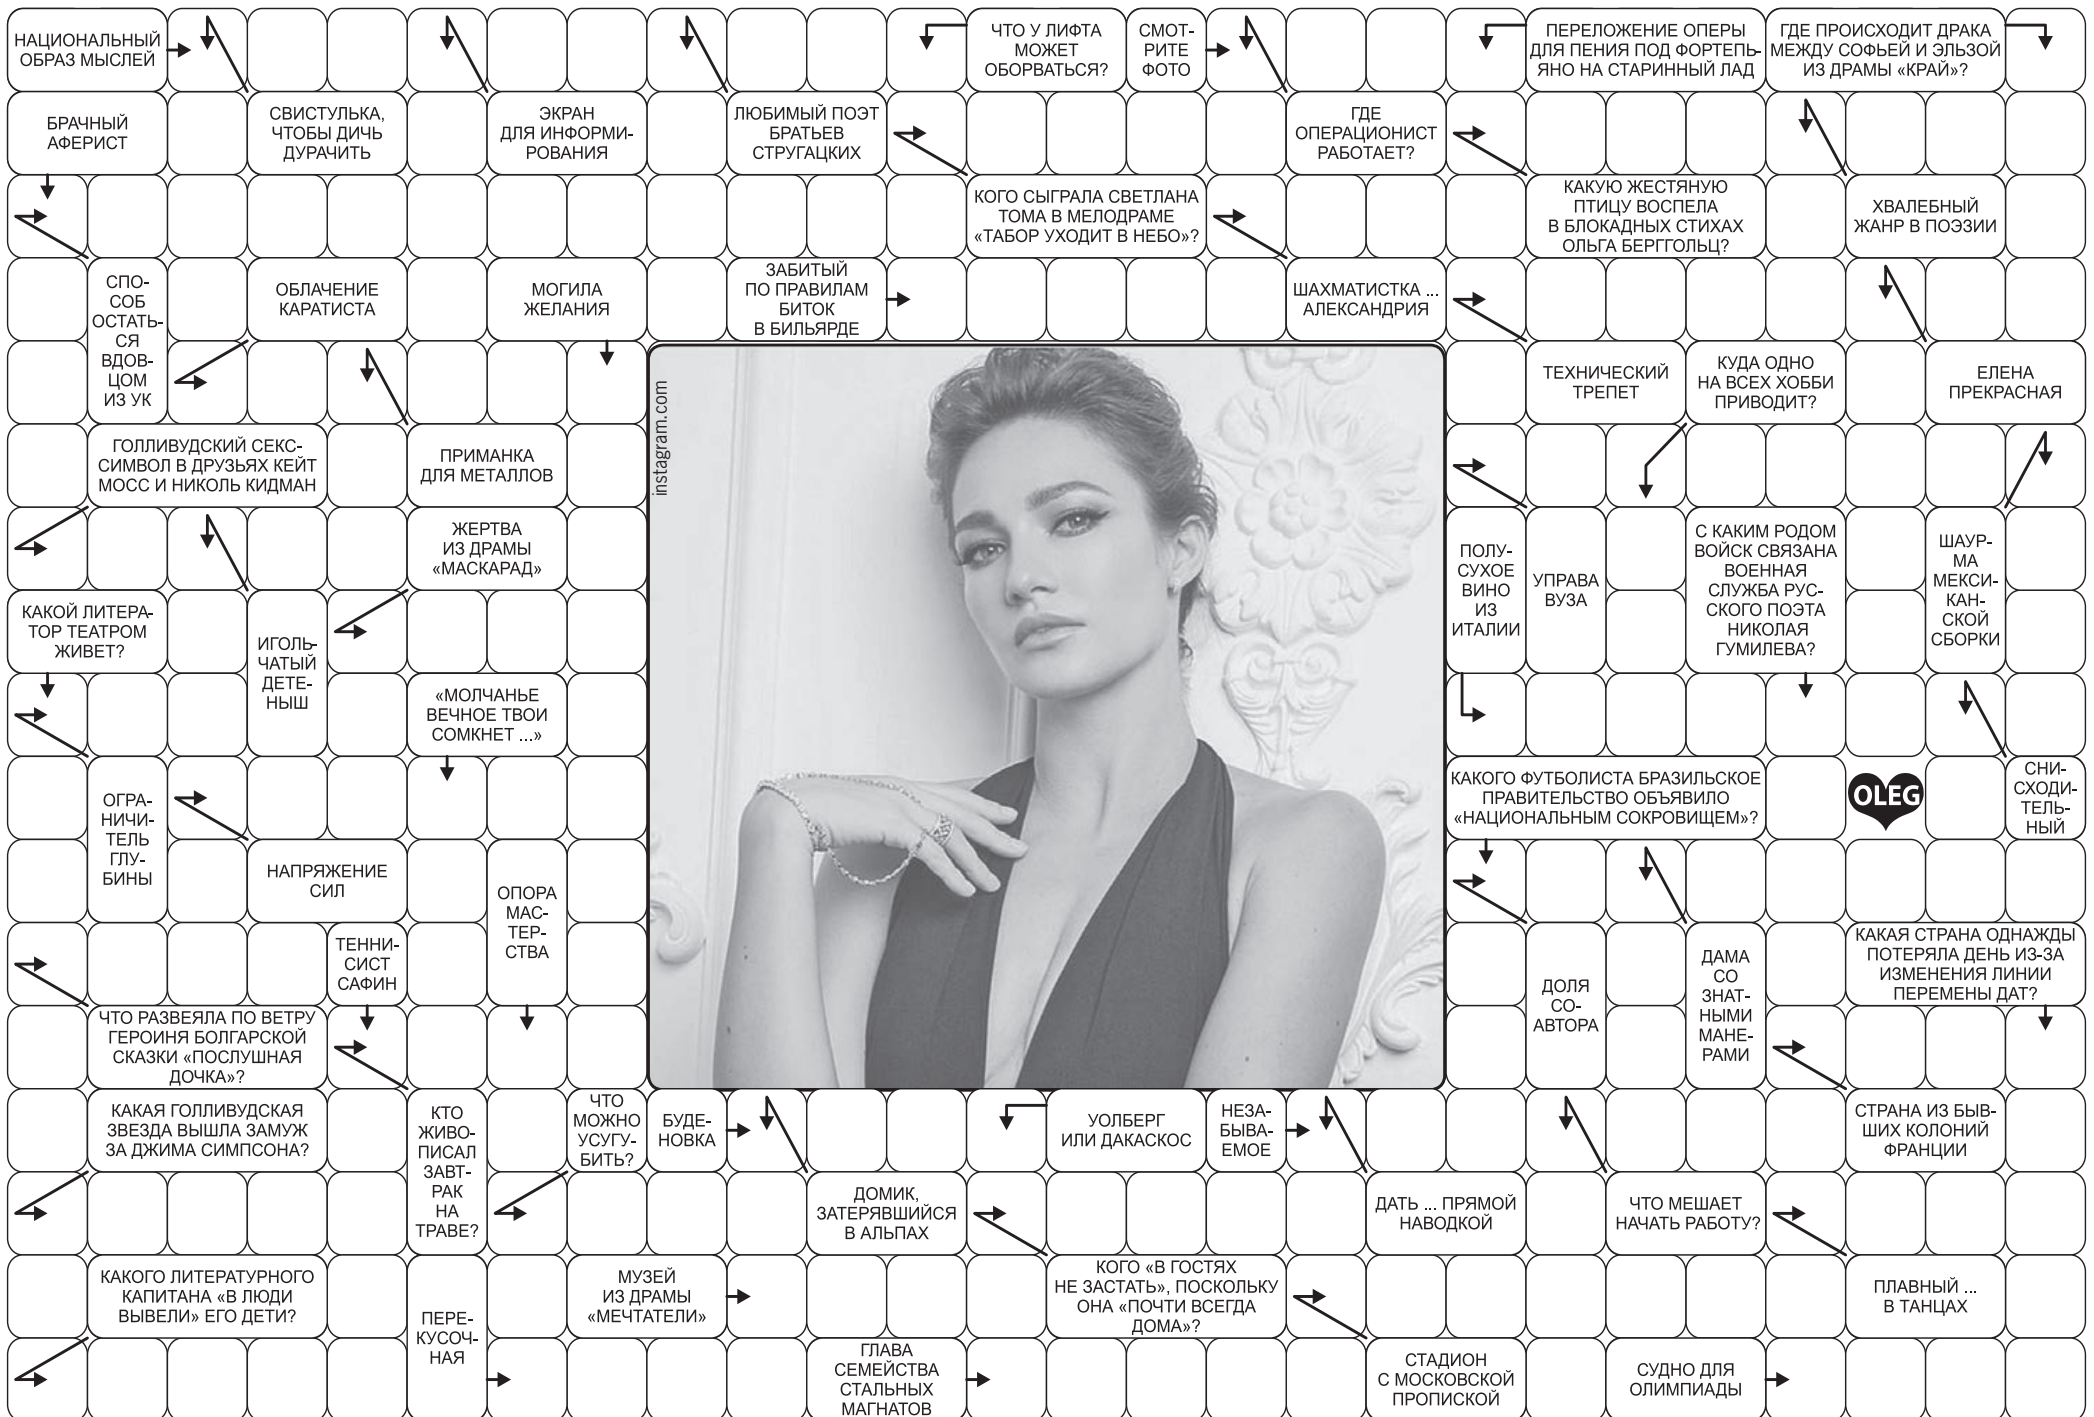 НАЦИОНАЛЬНЫЙ
ОБРАЗ МЫСЛЕЙ
ЧТО У ЛИФТА
МОЖЕТ
ОБОРВАТЬСЯ?
СМОТ-
РИТЕ
ФОТО
ПЕРЕЛОЖЕНИЕ ОПЕРЫ
ДЛЯ ПЕНИЯ ПОД ФОРТЕПЬ-
ЯНО НА СТАРИННЫЙ ЛАД
ГДЕ ПРОИСХОДИТ ДРАКА
МЕЖДУ СОФЬЕЙ И ЭЛЬЗОЙ
ИЗ ДРАМЫ «КРАЙ»?
БРАЧНЫЙ
АФЕРИСТ
СВИСТУЛЬКА,
ЧТОБЫ ДИЧЬ
ДУРАЧИТЬ
ЭКРАН
ДЛЯ ИНФОРМИ-
РОВАНИЯ
ЛЮБИМЫЙ ПОЭТ
БРАТЬЕВ
СТРУГАЦКИХ
ГДЕ
ОПЕРАЦИОНИСТ
РАБОТАЕТ?
КОГО СЫГРАЛА СВЕТЛАНА
ТОМА В МЕЛОДРАМЕ
«ТАБОР УХОДИТ В НЕБО»?
КАКУЮ ЖЕСТЯНУЮ
ПТИЦУ ВОСПЕЛА
В БЛОКАДНЫХ СТИХАХ
ОЛЬГА БЕРГГОЛЬЦ?
ХВАЛЕБНЫЙ
ЖАНР В ПОЭЗИИ
СПО-
СОБ
ОСТАТЬ-
СЯ
ВДОВ-
ЦОМ
ИЗ УК
ОБЛАЧЕНИЕ
КАРАТИСТА
МОГИЛА
ЖЕЛАНИЯ
ЗАБИТЫЙ
ПО ПРАВИЛАМ
БИТОК
В БИЛЬЯРДЕ
ШАХМАТИСТКА ...
АЛЕКСАНДРИЯ
ТЕХНИЧЕСКИЙ
ТРЕПЕТ
КУДА ОДНО
НА ВСЕХ ХОББИ
ПРИВОДИТ?
ЕЛЕНА
ПРЕКРАСНАЯ
instagram.com
ГОЛЛИВУДСКИЙ СЕКС-
СИМВОЛ В ДРУЗЬЯХ КЕЙТ
МОСС И НИКОЛЬ КИДМАН
ПРИМАНКА
ДЛЯ МЕТАЛЛОВ
ЖЕРТВА
ИЗ ДРАМЫ
«МАСКАРАД»
ПОЛУ-
СУХОЕ
ВИНО
ИЗ
ИТАЛИИ
УПРАВА
ВУЗА
С КАКИМ РОДОМ
ВОЙСК СВЯЗАНА
ВОЕННАЯ
СЛУЖБА РУС-
СКОГО ПОЭТА
НИКОЛАЯ
ГУМИЛЕВА?
ШАУР-
МА
МЕКСИ-
КАН-
СКОЙ
СБОРКИ
КАКОЙ ЛИТЕРА-
ТОР ТЕАТРОМ
ЖИВЕТ?
ИГОЛЬ-
ЧАТЫЙ
ДЕТЕ-
НЫШ
«МОЛЧАНЬЕ
ВЕЧНОЕ ТВОИ
СОМКНЕТ ...»
ОГРА-
НИЧИ-
ТЕЛЬ
ГЛУ-
БИНЫ
КАКОГО ФУТБОЛИСТА БРАЗИЛЬСКОЕ
ПРАВИТЕЛЬСТВО ОБЪЯВИЛО
«НАЦИОНАЛЬНЫМ СОКРОВИЩЕМ»?
OLEG
СНИ-
СХОДИ-
ТЕЛЬ-
НЫЙ
НАПРЯЖЕНИЕ
СИЛ
ОПОРА
МАС-
ТЕР-
СТВА
ТЕННИ-
СИСТ
САФИН
ДОЛЯ
СО-
АВТОРА
ДАМА
СО
ЗНАТ-
НЫМИ
МАНЕ-
РАМИ
КАКАЯ СТРАНА ОДНАЖДЫ
ПОТЕРЯЛА ДЕНЬ ИЗ-ЗА
ИЗМЕНЕНИЯ ЛИНИИ
ПЕРЕМЕНЫ ДАТ?
ЧТО РАЗВЕЯЛА ПО ВЕТРУ
ГЕРОИНЯ БОЛГАРСКОЙ
СКАЗКИ «ПОСЛУШНАЯ
ДОЧКА»?
КАКАЯ ГОЛЛИВУДСКАЯ
ЗВЕЗДА ВЫШЛА ЗАМУЖ
ЗА ДЖИМА СИМПСОНА?
КТО
ЖИВО-
ПИСАЛ
ЗАВТ-
РАК
НА
ТРАВЕ?
ЧТО
МОЖНО
УСУГУ-
БИТЬ?
БУДЕ-
НОВКА
УОЛБЕРГ
ИЛИ ДАКАСКОС
НЕЗА-
БЫВА-
ЕМОЕ
СТРАНА ИЗ БЫВ-
ШИХ КОЛОНИЙ
ФРАНЦИИ
ДОМИК,
ЗАТЕРЯВШИЙСЯ
В АЛЬПАХ
ДАТЬ ... ПРЯМОЙ
НАВОДКОЙ
ЧТО МЕШАЕТ
НАЧАТЬ РАБОТУ?
КАКОГО ЛИТЕРАТУРНОГО
КАПИТАНА «В ЛЮДИ
ВЫВЕЛИ» ЕГО ДЕТИ?
ПЕРЕ-
КУСОЧ-
НАЯ
МУЗЕЙ
ИЗ ДРАМЫ
«МЕЧТАТЕЛИ»
КОГО «В ГОСТЯХ
НЕ ЗАСТАТЬ», ПОСКОЛЬКУ
ОНА «ПОЧТИ ВСЕГДА
ДОМА»?
ПЛАВНЫЙ ...
В ТАНЦАХ
ГЛАВА
СЕМЕЙСТВА
СТАЛЬНЫХ
МАГНАТОВ
СТАДИОН
С МОСКОВСКОЙ
ПРОПИСКОЙ
СУДНО ДЛЯ
ОЛИМПИАДЫ